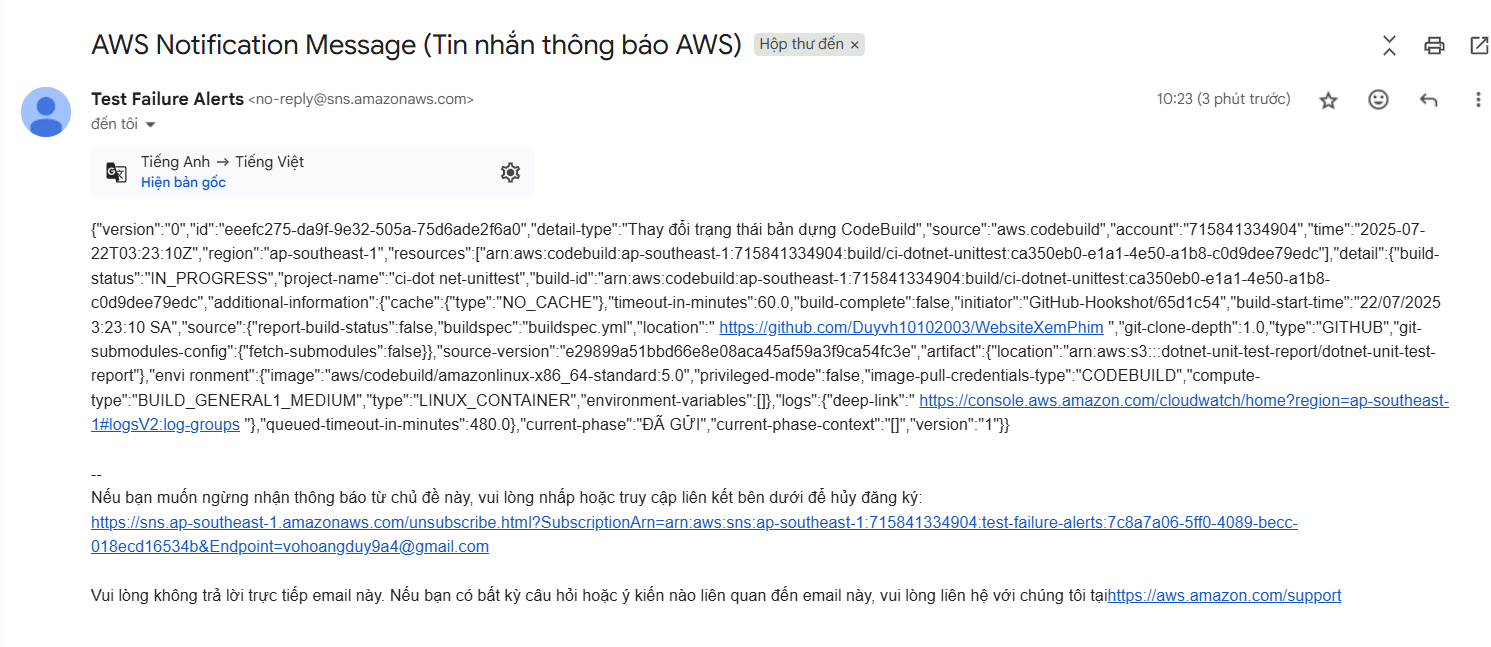 AWS Notification Message (Tin nhắn thông báo AWS) Hộp thư đến ×
Test Failure Alerts <no-reply@sns.amazonaws.com> 10:23 (3 phút trước)
đến tôi
Tiếng Anh → Tiếng Việt
Hiện bản gốc
{"version":"0","id":"eeefc275-da9f-9e32-505a-75d6ade2f6a0","detail-type":"Thay đổi trạng thái bản dựng CodeBuild","source":"aws.codebuild","account":"715841334904","time":"2025-07-
22T03:23:10Z","region":"ap-southeast-1","resources":["arn:aws:codebuild:ap-southeast-1:715841334904:build/ci-dotnet-unittest:ca350eb0-e1a1-4e50-a1b8-c0d9dee79edc"],"detail":{"build-
status":"IN_PROGRESS","project-name":"ci-dot net-unittest","build-id":"arn:aws:codebuild:ap-southeast-1:715841334904:build/ci-dotnet-unittest:ca350eb0-e1a1-4e50-a1b8-
c0d9dee79edc","additional-information":{"cache":{"type":"NO_CACHE"},"timeout-in-minutes":60.0,"build-complete":false,"initiator":"GitHub-Hookshot/65d1c54","build-start-time":"22/07/2025
3:23:10 SA","source":{"report-build-status":false,"buildspec":"buildspec.yml","location":" https://github.com/Duyvh10102003/WebsiteXemPhim ","git-clone-depth":1.0,"type":"GITHUB","git-
submodules-config":{"fetch-submodules":false}},"source-version":"e29899a51bbd66e8e08aca45af59a3f9ca54fc3e","artifact":{"location":"arn:aws:s3:::dotnet-unit-test-report/dotnet-unit-test-
report"},"envi ronment":{"image":"aws/codebuild/amazonlinux-x86_64-standard:5.0","privileged-mode":false,"image-pull-credentials-type":"CODEBUILD","compute-
type":"BUILD_GENERAL1_MEDIUM","type":"LINUX_CONTAINER","environment-variables":[]},"logs":{"deep-link":" https://console.aws.amazon.com/cloudwatch/home?region=ap-southeast-
1#logsV2:log-groups "},"queued-timeout-in-minutes":480.0},"current-phase":"ĐÃ GỬI","current-phase-context":"[]","version":"1"}}
--
Nếu bạn muốn ngừng nhận thông báo từ chủ đề này, vui lòng nhấp hoặc truy cập liên kết bên dưới để hủy đăng ký:
https://sns.ap-southeast-1.amazonaws.com/unsubscribe.html?SubscriptionArn=arn:aws:sns:ap-southeast-1:715841334904:test-failure-alerts:7c8a7a06-5ff0-4089-becc-
018ecd16534b&Endpoint=vohoangduy9a4@gmail.com
Vui lòng không trả lời trực tiếp email này. Nếu bạn có bất kỳ câu hỏi hoặc ý kiến nào liên quan đến email này, vui lòng liên hệ với chúng tôi tạihttps://aws.amazon.com/support